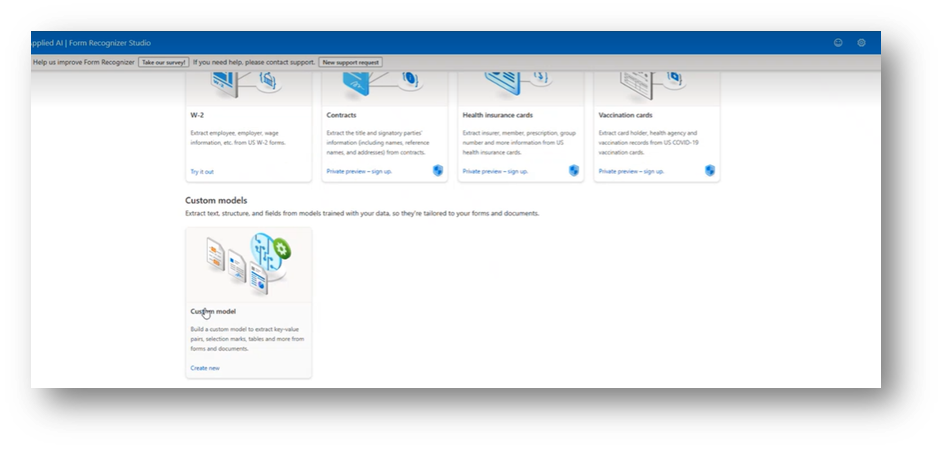 Applied AI | Form Recognizer Studio
Help us improve Form Recognizer Take our survey! If you need help, please contact support. New support request
W-2
Extract employee, employer, wage
information, etc. from US W-2 forms.
Try it out
Contracts
Extract the title and signatory parties'
information (including names, reference
names, and addresses) from contracts.
Private preview – sign up.
Health insurance cards
Extract insurer, member, prescription, group
number and more information from US
health insurance cards.
Private preview – sign up.
Vaccination cards
Extract card holder, health agency and
vaccination records from US COVID-19
vaccination cards.
Private preview – sign up.
Custom models
Extract text, structure, and fields from models trained with your data, so they're tailored to your forms and documents.
Custom model
Build a custom model to extract key-value
pairs, selection marks, tables and more from
forms and documents.
Create new